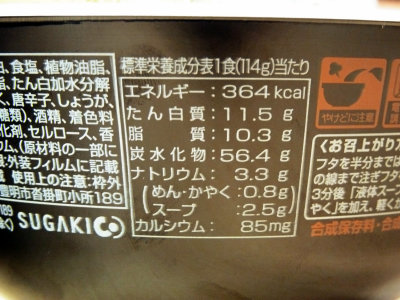 標準栄養成分表1食(114g)当たり
エネルギー:364kcal
たん白質:11.5g
脂質:10.3g
炭水化物:56.4g
ナトリウム:3.3g
(めん・かやく:0.8g)
(スープ:2.5g)
カルシウム:85mg
、食塩、植物油脂、
たん白加水分解
、唐辛子、しょうが、
糖類)、酒精、着色料
化剤、セルロース、香
ウム、(原材料の一部に
外装フィルムに記載
使用上の注意:枠外
豊明市沓掛町小所189
189
SUGAKICO
やけどに注意
〈お召上がり方
フタを半分まで
の線まで注ぎフタ
3分後「液体スー
やく」を加え、軽く
合成保存料・合成